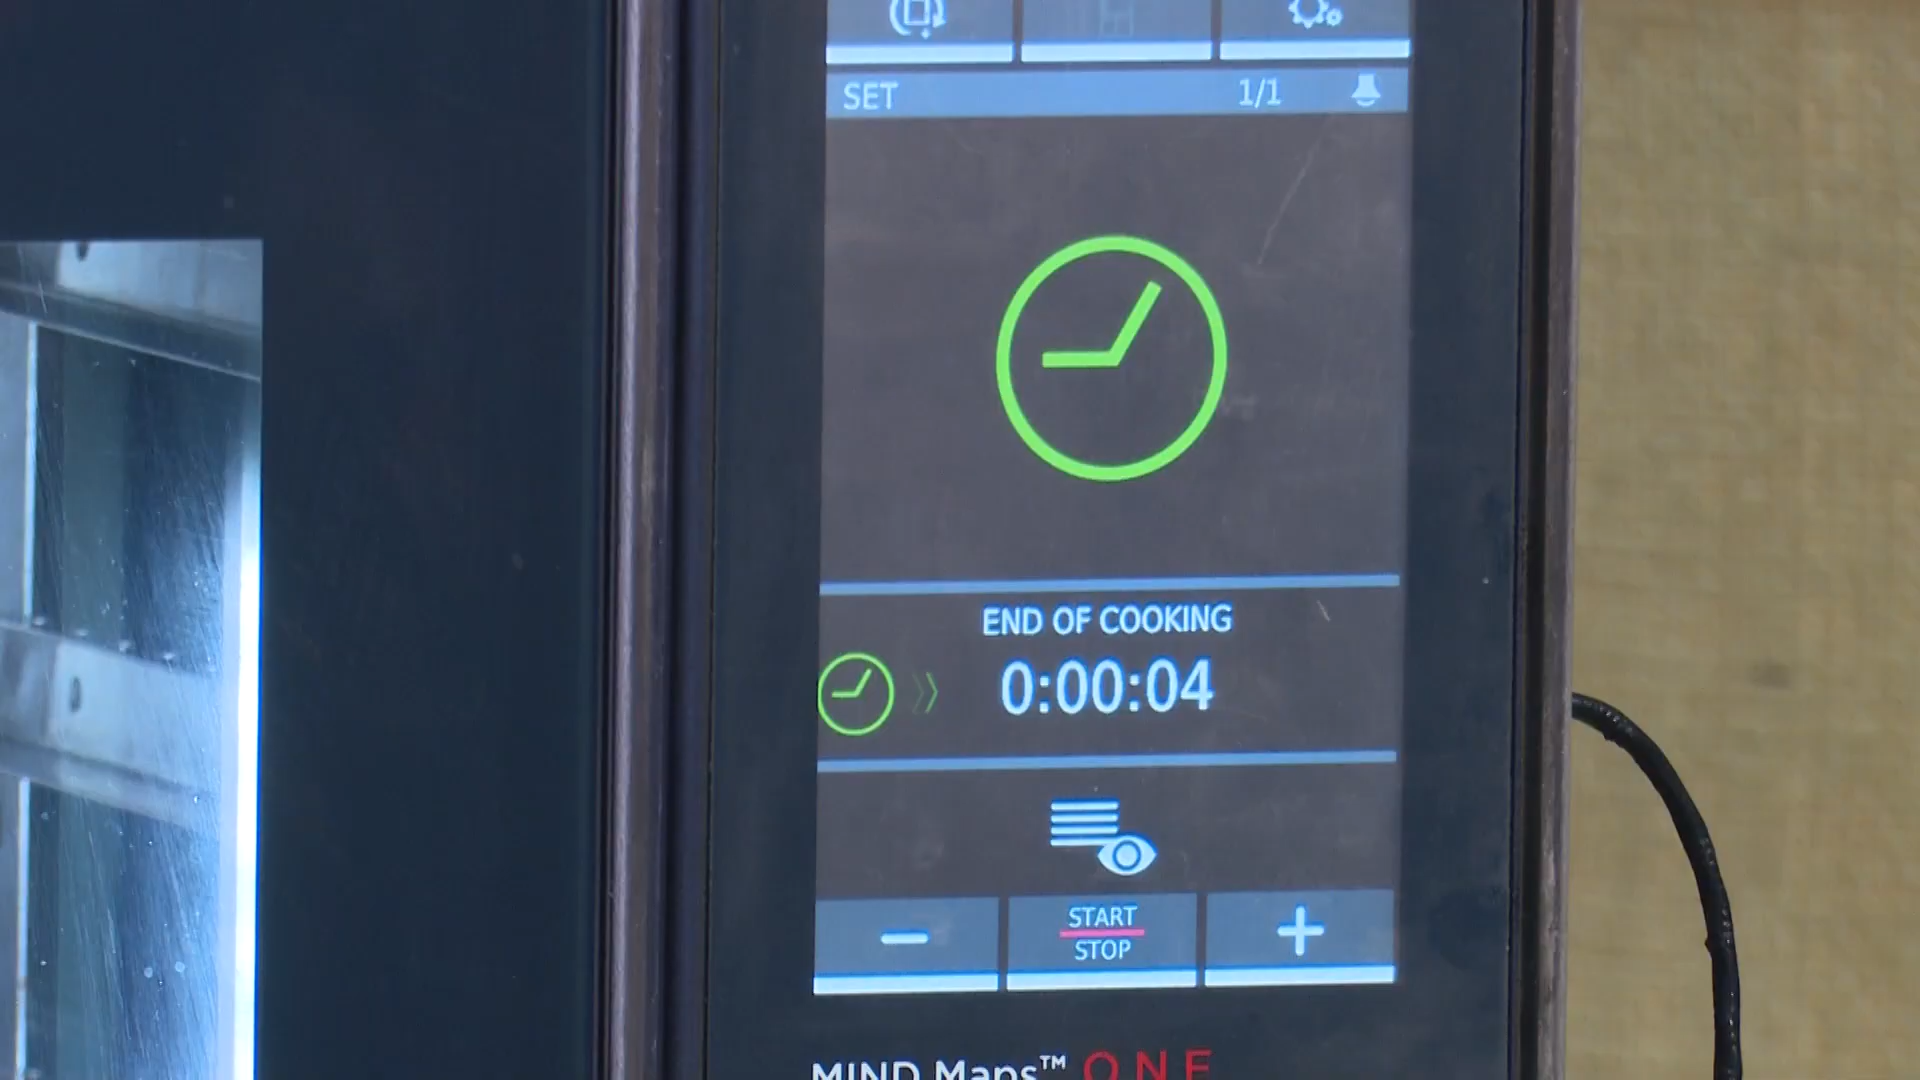 SET 1/1
END OF COOKING
0:00:04
START
STOP
MIND Maps™ ONE